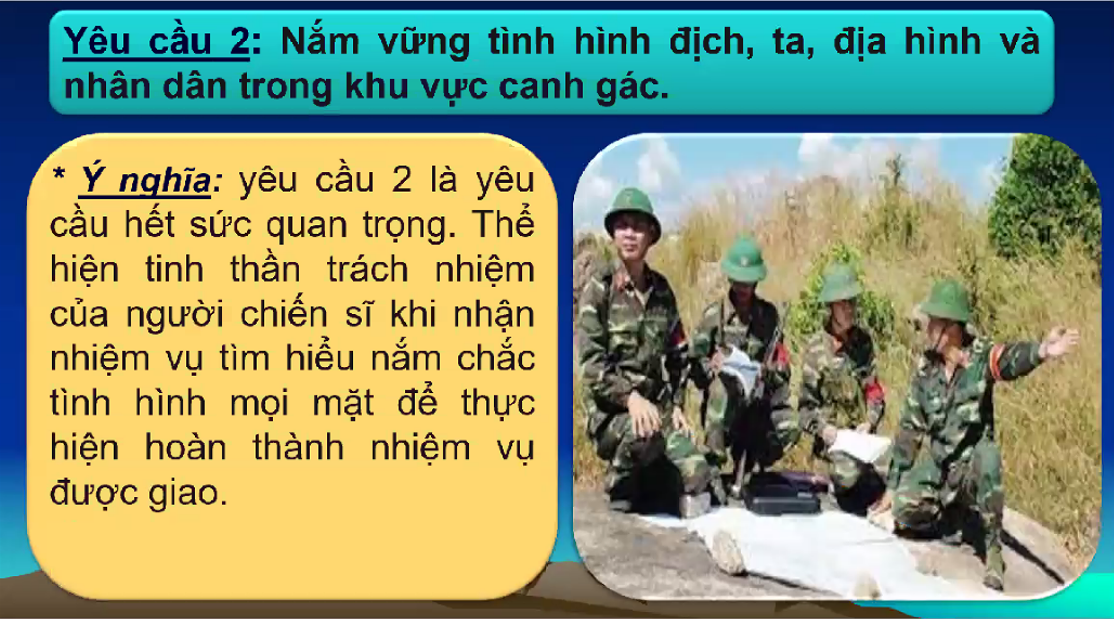 Yêu cầu 2: Nắm vững tình hình địch, ta, địa hình và
nhân dân trong khu vực canh gác.
* Ý nghĩa: yêu cầu 2 là yêu
cầu hết sức quan trọng. Thể
hiện tinh thần trách nhiệm
của người chiến sĩ khi nhận
nhiệm vụ tìm hiểu nắm chắc
tình hình mọi mặt để thực
hiện hoàn thành nhiệm vụ
được giao.